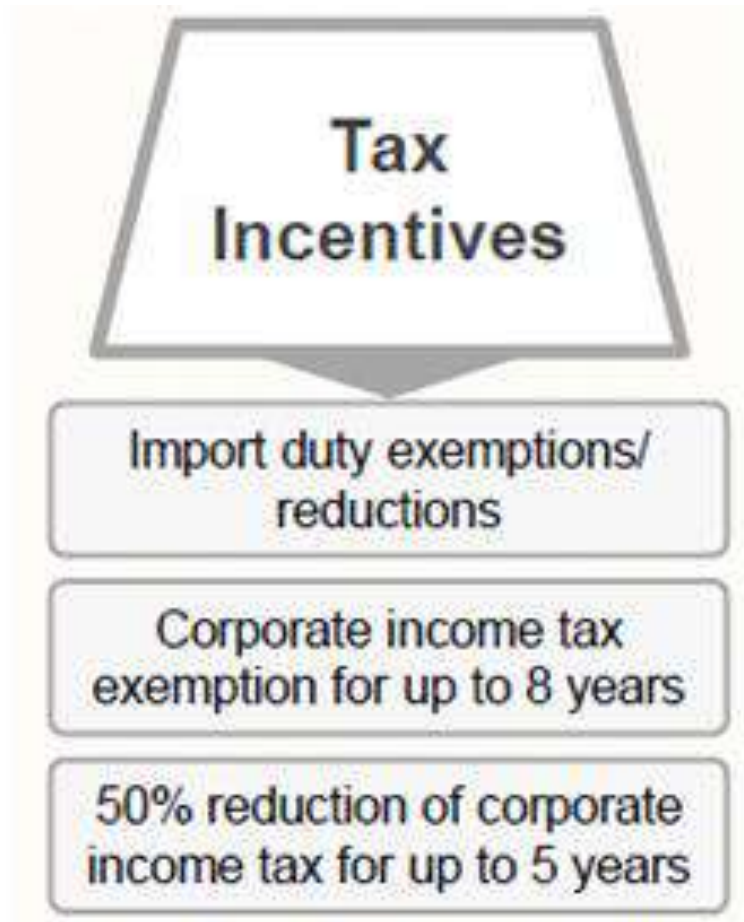 Tax
Incentives
Import duty exemptions/
reductions
Corporate income tax
exemption for up to 8 years
50% reduction of corporate
income tax for up to 5 years